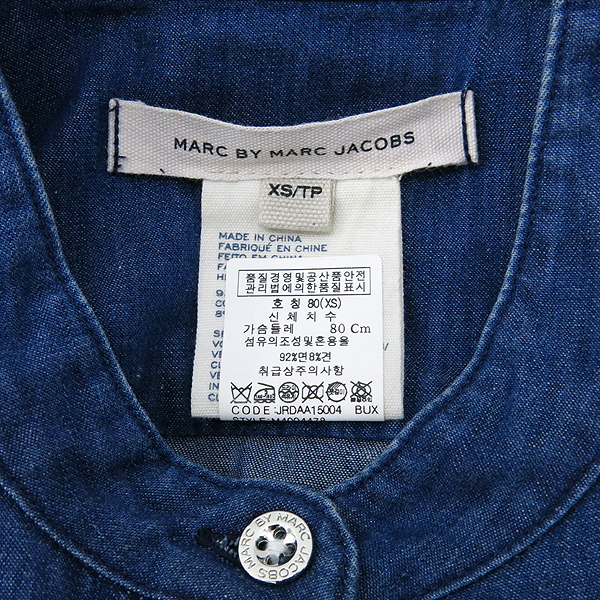 MARC BY MARC JACOBS
XS/TP
MADE IN CHINA
FABRIQUÉ EN CHINE
품질경영및공산품안전
관리법에의한품질표시
호 칭 80(XS)
신 체 치 수
가슴둘레 80 Cm
섬유의조성및혼용율
92%면8%견
취급상주의사항
CODE:JRDAA15004 BUX
MARC BY MARC JACOBS